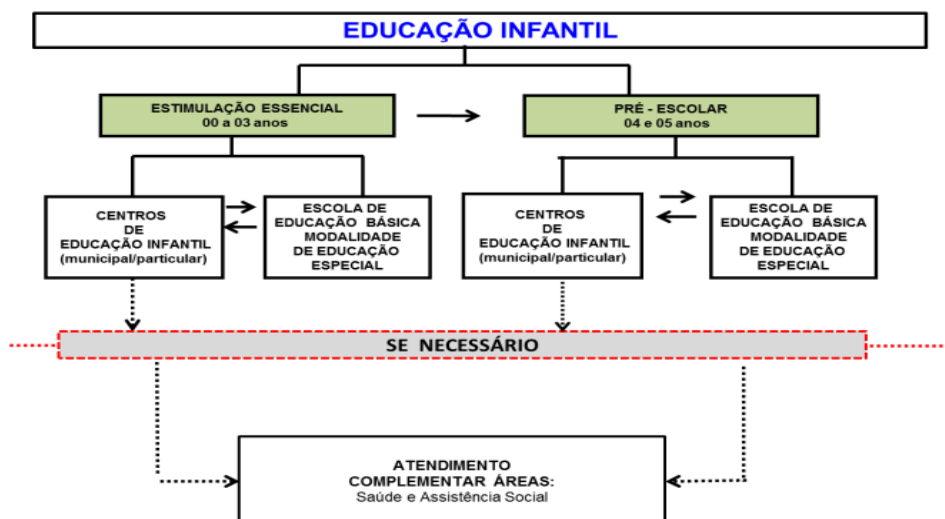 EDUCAÇÃO INFANTIL
ESTIMULAÇÃO ESSENCIAL
00 a 03 anos
PRÉ - ESCOLAR
04 e 05 anos
CENTROS
DE
EDUCAÇÃO INFANTIL
(municipal/particular)
ESCOLA DE
EDUCAÇÃO BÁSICA
MODALIDADE
DE EDUCAÇÃO
ESPECIAL
CENTROS
DE
EDUCAÇÃO INFANTIL
(municipal/particular)
ESCOLA DE
EDUCAÇÃO BÁSICA
MODALIDADE
DE EDUCAÇÃO
ESPECIAL
SE NECESSÁRIO
ATENDIMENTO
COMPLEMENTAR ÁREAS:
Saúde e Assistência Social